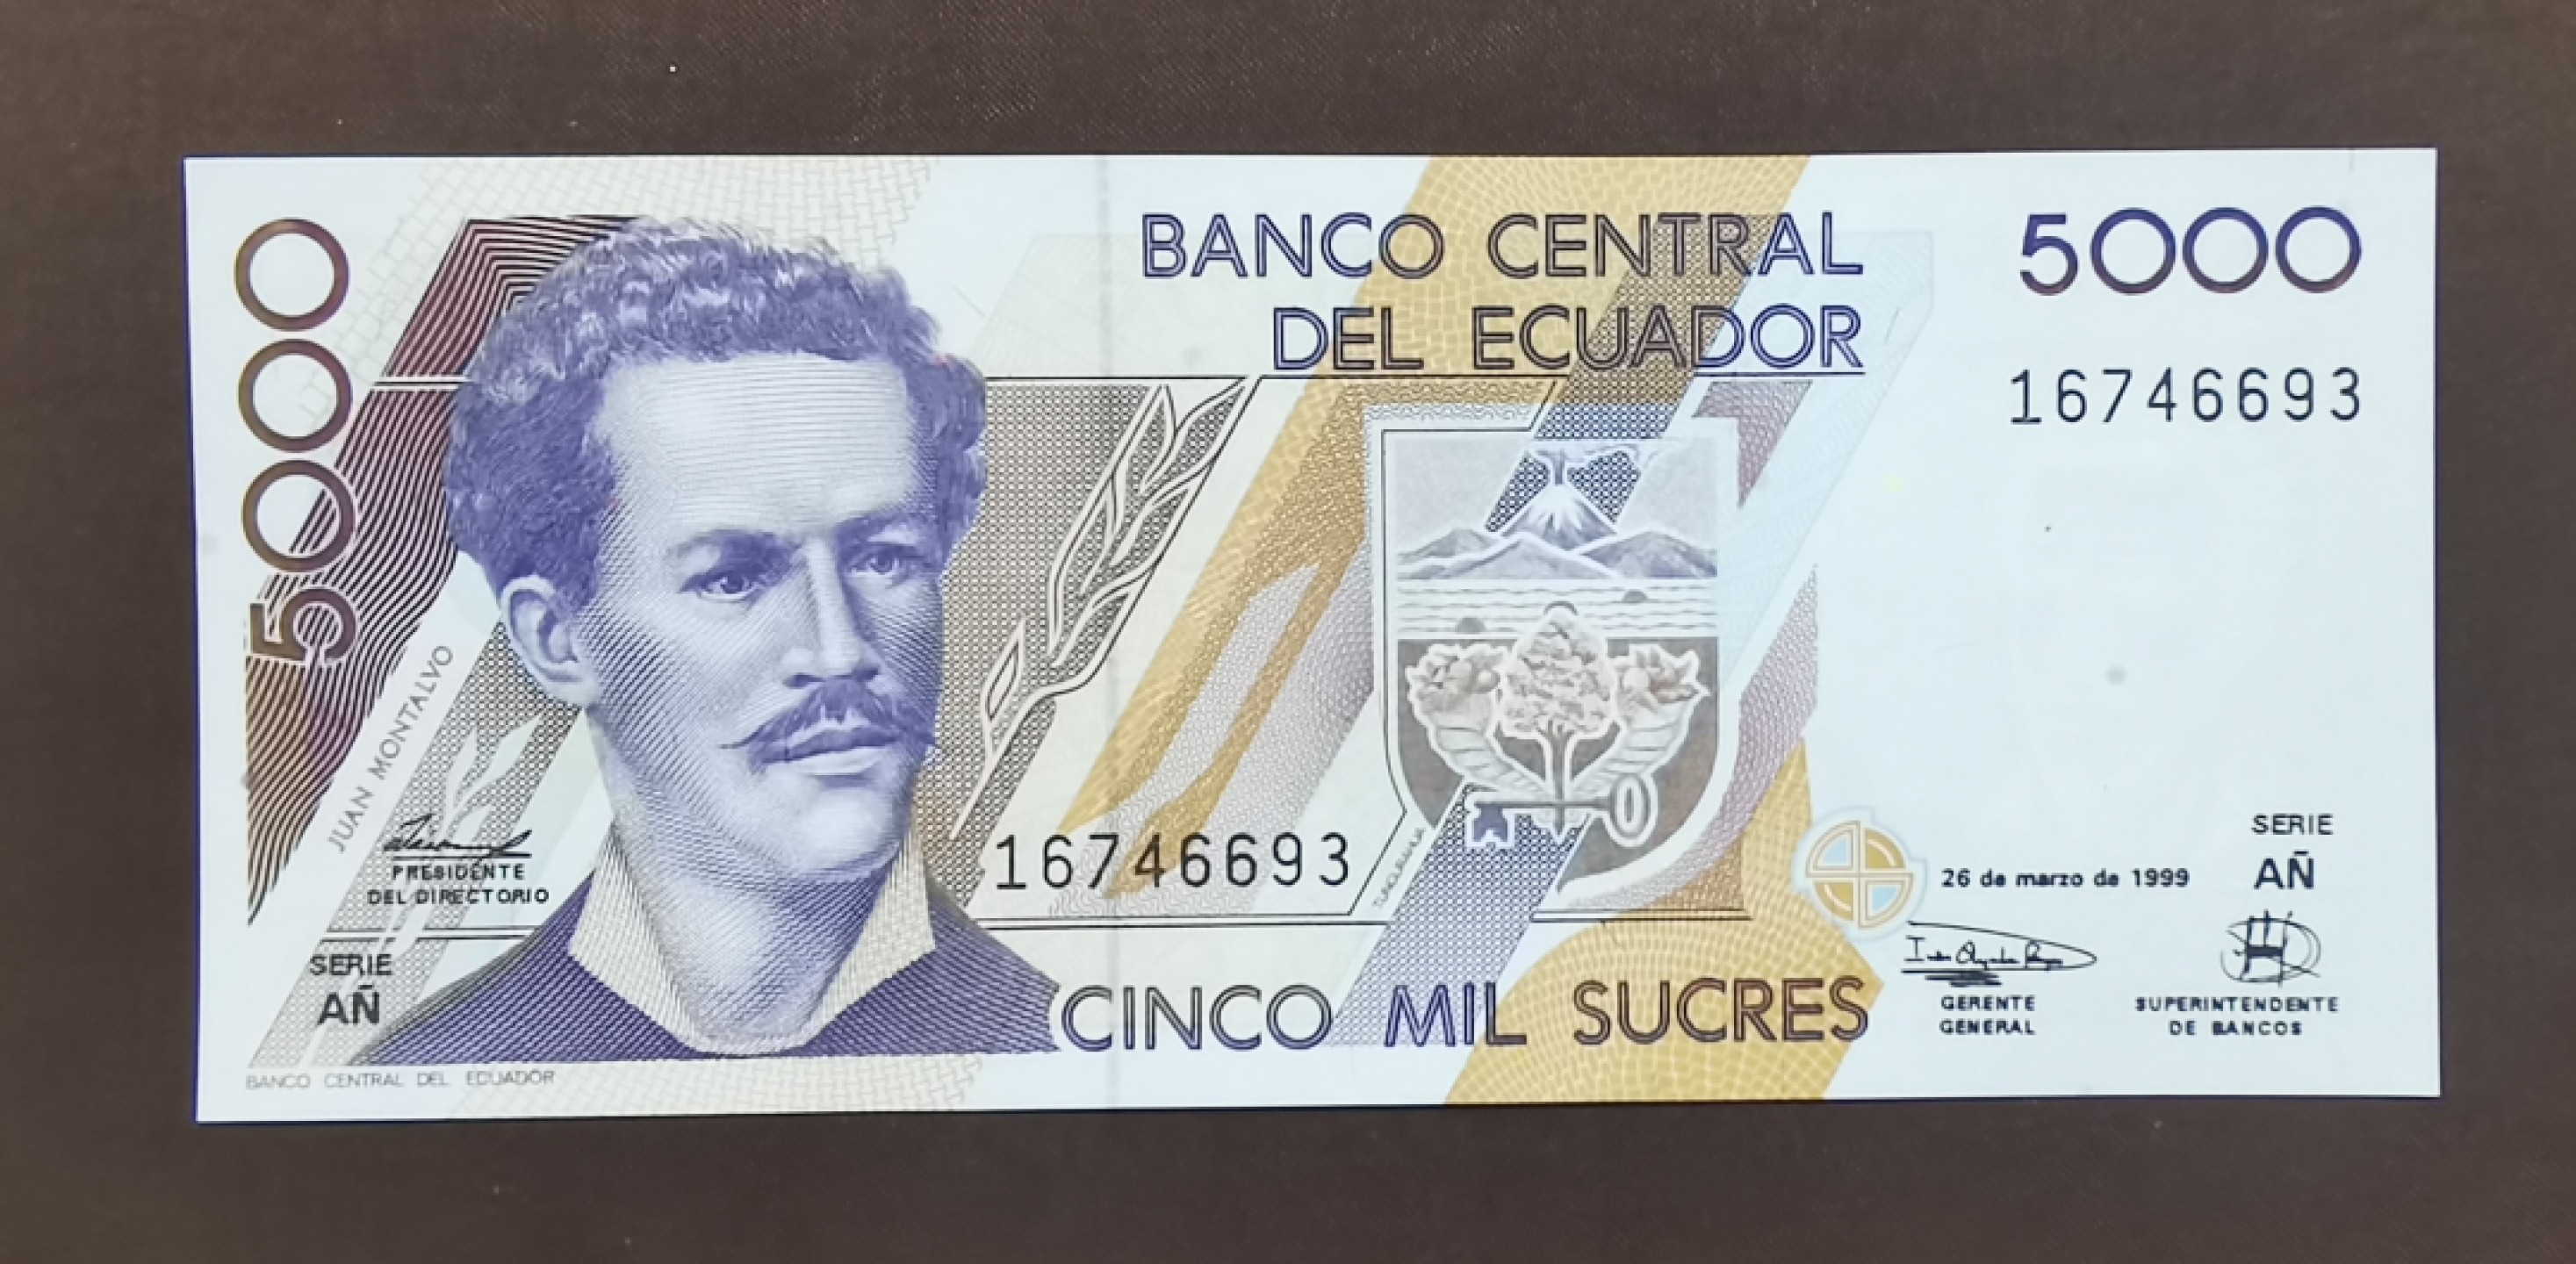 5000
BANCO CENTRAL
DEL ECUADOR
5000
16746693
JUAN MONTALVO
PRESIDENTE
DEL DIRECTORIO
SERIE
AÑ
16746693
TUNGURAHUA
26 de marzo de 1999
SERIE
AÑ
GERENTE
GENERAL
SUPERINTENDENTE
DE BANCOS
CINCO MIL SUCRES
BANCO CENTRAL DEL ECUADOR